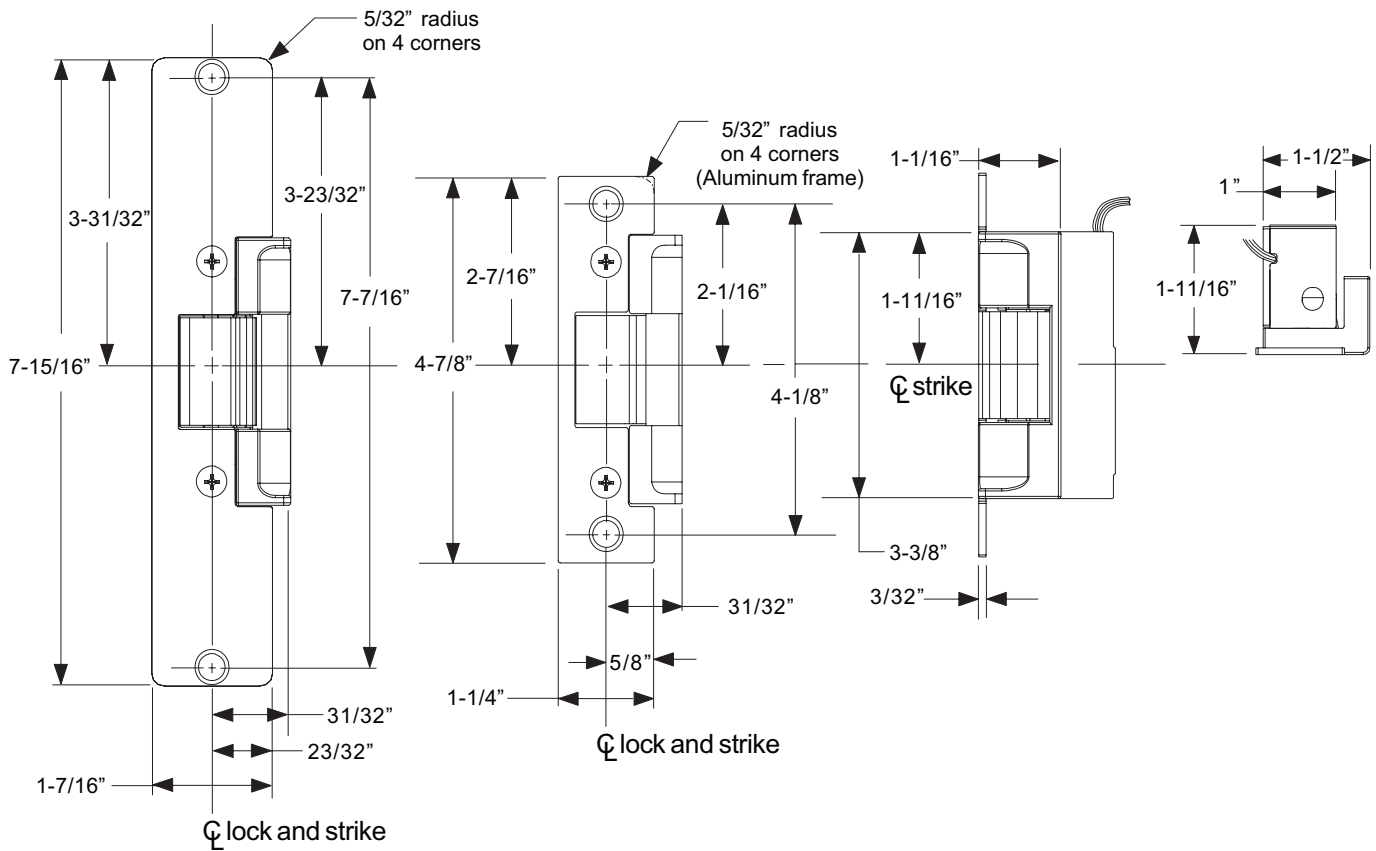 5/32” radius
on 4 corners
3-31/32”
3-23/32”
7-7/16”
7-15/16”
31/32”
23/32”
1-7/16”
℄ lock and strike
5/32” radius
on 4 corners
(Aluminum frame)
2-7/16”
2-1/16”
4-7/8”
4-1/8”
31/32”
5/8”
1-1/4”
℄ lock and strike
1-1/16”
1-11/16”
℄ strike
3-3/8”
3/32”
1-1/2”
1”
1-11/16”